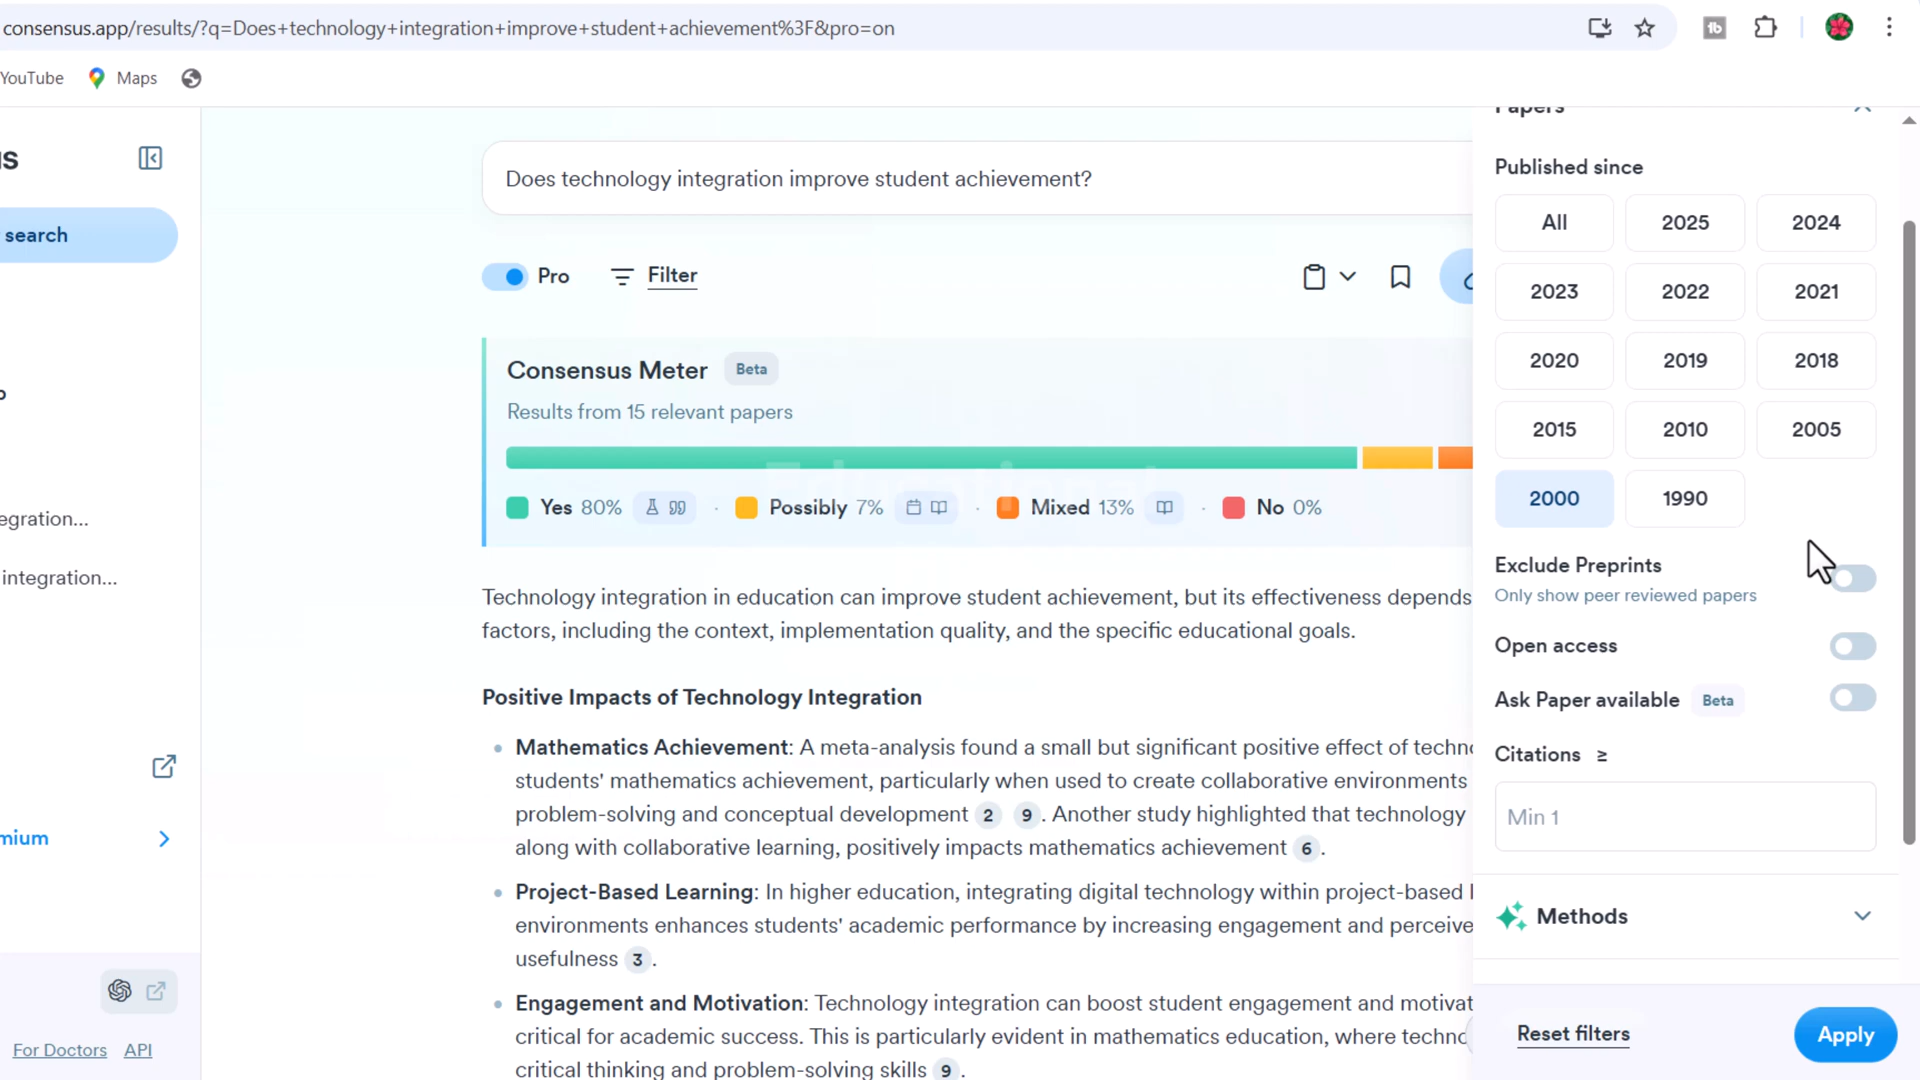 consensus.app/results/?q=Does+technology+integration+improve+student+achievement%3F&pro=on
YouTube Maps
us
search
Does technology integration improve student achievement?
Pro Filter
Consensus Meter Beta
Results from 15 relevant papers
Yes 80% · Possibly 7% · Mixed 13% · No 0%
egration...
integration...
mium
For Doctors API
Technology integration in education can improve student achievement, but its effectiveness depends
factors, including the context, implementation quality, and the specific educational goals.
Positive Impacts of Technology Integration
• Mathematics Achievement: A meta-analysis found a small but significant positive effect of techno
students' mathematics achievement, particularly when used to create collaborative environments
problem-solving and conceptual development 2 9. Another study highlighted that technology
along with collaborative learning, positively impacts mathematics achievement 6.
• Project-Based Learning: In higher education, integrating digital technology within project-based l
environments enhances students' academic performance by increasing engagement and perceive
usefulness 3.
• Engagement and Motivation: Technology integration can boost student engagement and motivat
critical for academic success. This is particularly evident in mathematics education, where techno
critical thinking and problem-solving skills 9.
Papers
Published since
All 2025 2024
2023 2022 2021
2020 2019 2018
2015 2010 2005
2000 1990
Exclude Preprints
Only show peer reviewed papers
Open access
Ask Paper available Beta
Citations ≥
Min 1
Methods
Reset filters Apply